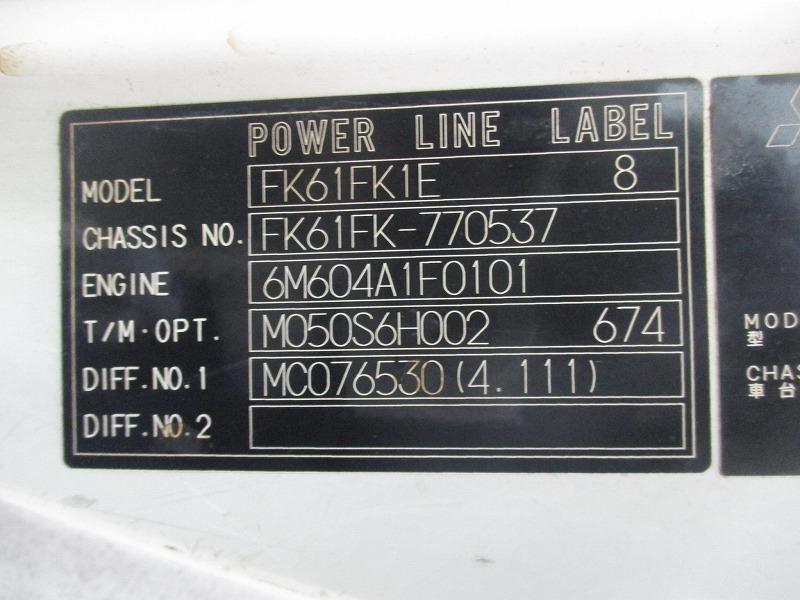 POWER LINE LABEL
MODEL FK61FK1E 8
CHASSIS NO. FK61FK-770537
ENGINE 6M604A1F0101
T/M·OPT. M050S6H002 674
DIFF.NO.1 MC076530(4.111)
DIFF.NO.2
MOD
型
CHAS
車台